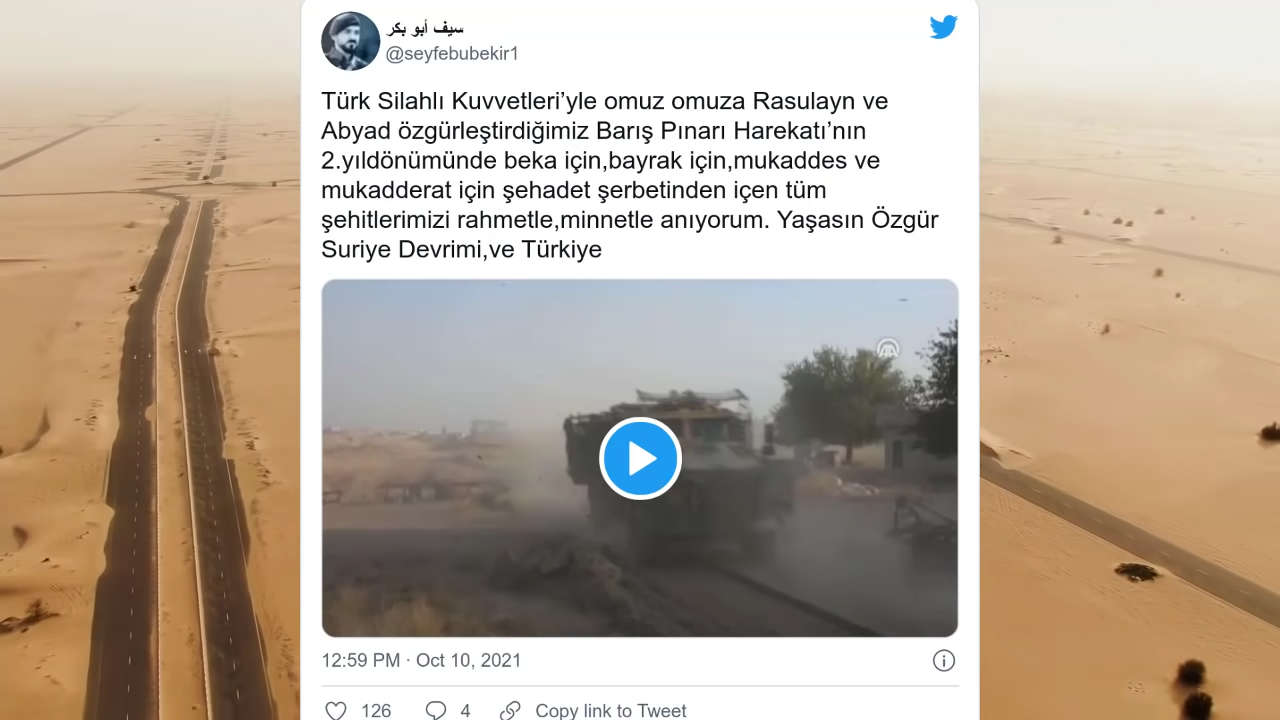 سيف أبو بكر
@seyfebubekir1
Türk Silahlı Kuvvetleri’yle omuz omuza Rasulayn ve
Abyad özgürleştirdiğimiz Barış Pınarı Harekatı’nın
2.yıldönümünde beka için,bayrak için,mukaddes ve
mukadderat için şehadet şerbetinden içen tüm
şehitlerimizi rahmetle,minnetle anıyorum. Yaşasın Özgür
Suriye Devrimi,ve Türkiye
12:59 PM · Oct 10, 2021
126 4 Copy link to Tweet